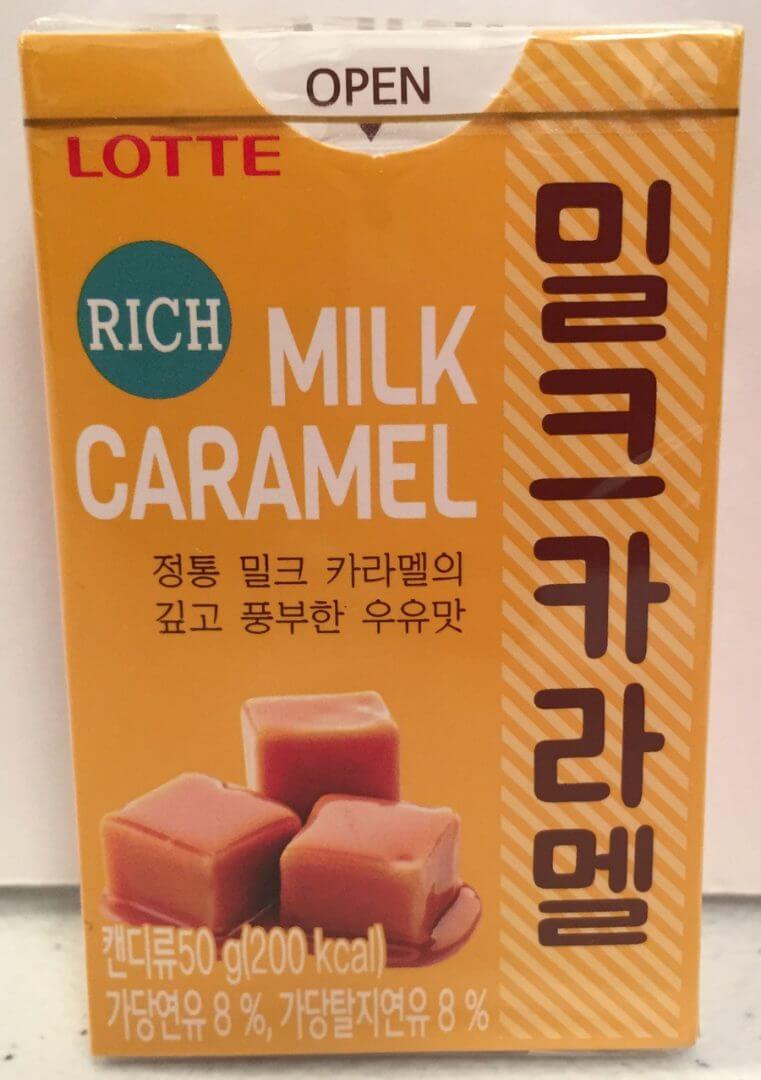 OPEN
LOTTE
RICH
MILK
CARAMEL
정통 밀크 카라멜의
깊고 풍부한 우유맛
밀크카라멜
캔디류50 g(200 kcal)
가당연유 8 %, 가당탈지연유 8 %